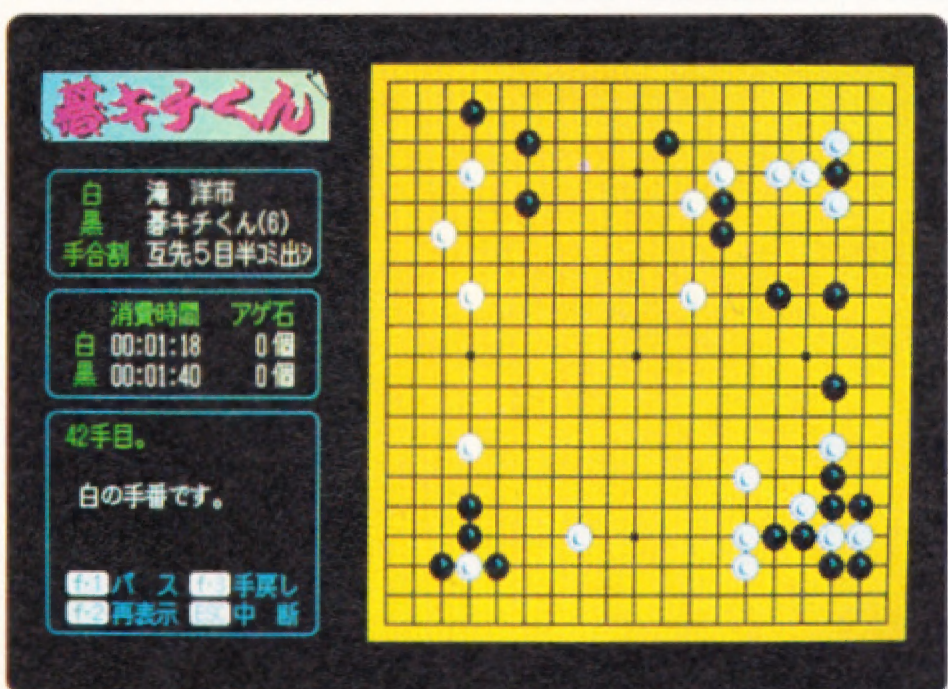 碁キチくん
白 滝 洋市
黒 碁キチくん(6)
手合割 互先5目半コミ出シ
消費時間 アゲ石
白 00:01:18 0個
黒 00:01:40 0個
42手目。
白の手番です。
f・1 パ ス f・3 手戻し
f・2 再表示 中 断